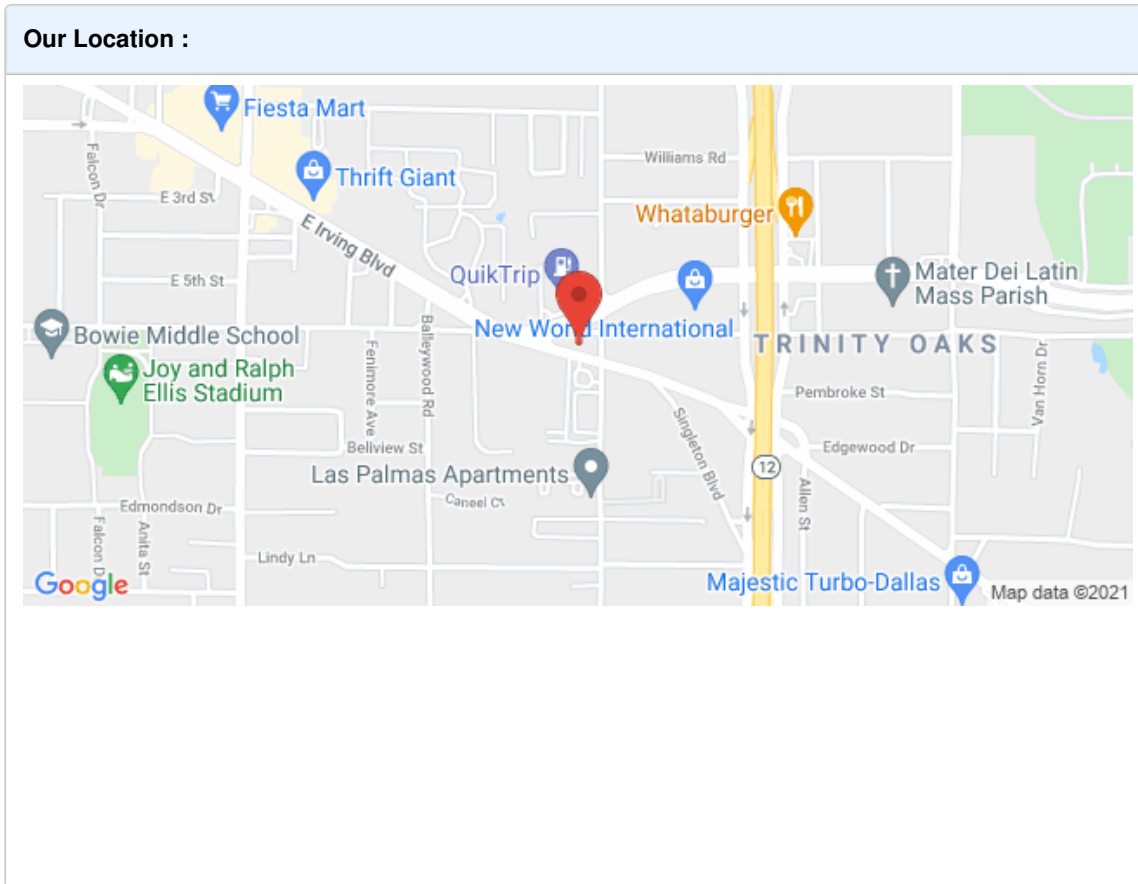 Our Location :
Fiesta Mart
Thrift Giant
Williams Rd
Falcon Dr
E 3rd St
Whataburger
E Irving Blvd
QuikTrip
E 5th St
Mater Dei Latin
Mass Parish
New World International
Bowie Middle School
TRINITY OAKS
Joy and Ralph
Ellis Stadium
Balleywood Rd
Fenimore Ave
Van Horn Dr
Pembroke St
Singleton Blvd
Bellview St
Edgewood Dr
Las Palmas Apartments
12
Caneel Ct
Allen St
Edmondson Dr
Falcon D
Anita St
Lindy Ln
Google
Majestic Turbo-Dallas
Map data ©2021